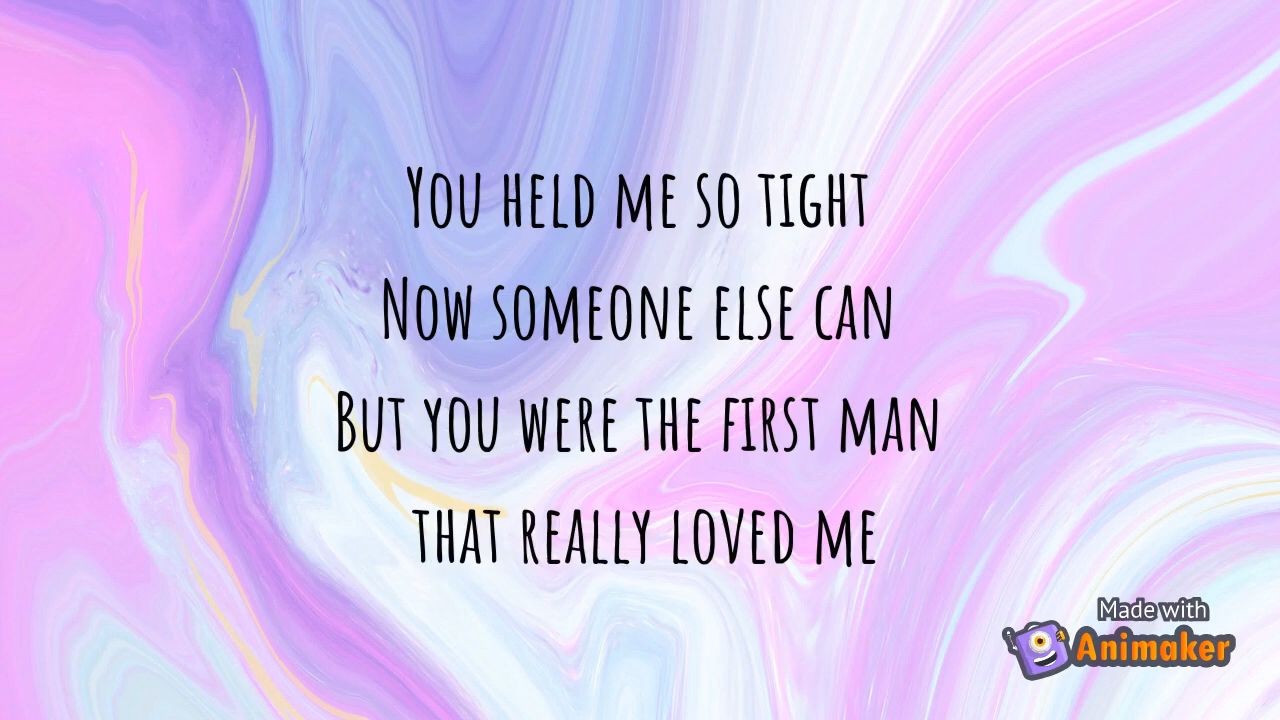 You held me so tight
Now someone else can
But you were the first man
that really loved me
Made with
Animaker